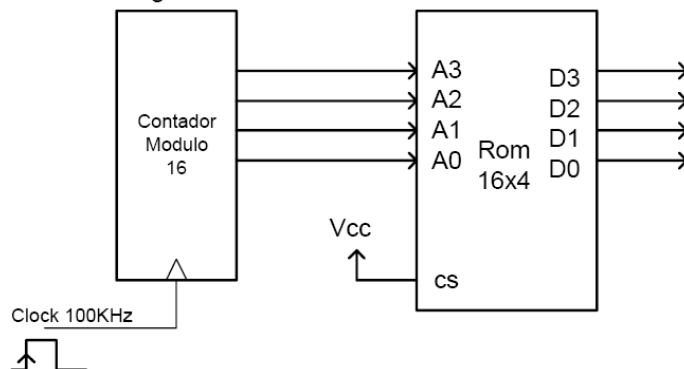 Contador
Modulo
16
A3
A2
A1
A0
Rom
16x4
D3
D2
D1
D0
Vcc
cs
Clock 100KHz